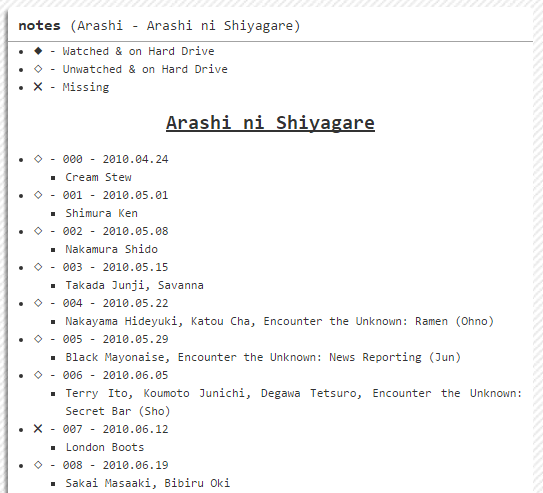 notes (Arashi - Arashi ni Shiyagare)
• ◆ - Watched & on Hard Drive
• ◇ - Unwatched & on Hard Drive
• ✕ - Missing
Arashi ni Shiyagare
• ◇ - 000 - 2010.04.24
▪ Cream Stew
• ◇ - 001 - 2010.05.01
▪ Shimura Ken
• ◇ - 002 - 2010.05.08
▪ Nakamura Shido
• ◇ - 003 - 2010.05.15
▪ Takada Junji, Savanna
• ◇ - 004 - 2010.05.22
▪ Nakayama Hideyuki, Katou Cha, Encounter the Unknown: Ramen (Ohno)
• ◇ - 005 - 2010.05.29
▪ Black Mayonaise, Encounter the Unknown: News Reporting (Jun)
• ◇ - 006 - 2010.06.05
▪ Terry Ito, Koumoto Junichi, Degawa Tetsuro, Encounter the Unknown:
Secret Bar (Sho)
• ✕ - 007 - 2010.06.12
▪ London Boots
• ◇ - 008 - 2010.06.19
▪ Sakai Masaaki, Bibiru Oki